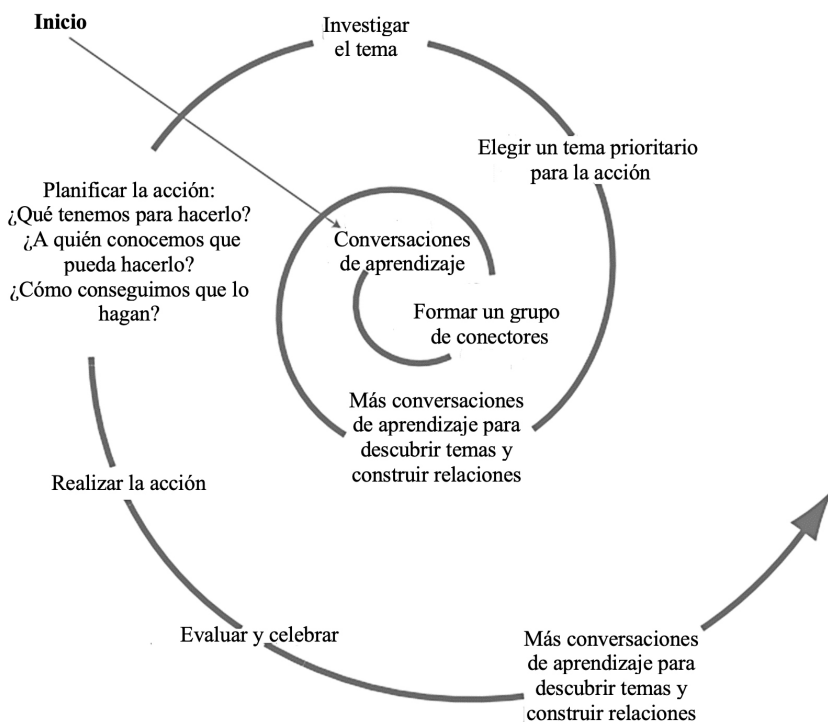 Inicio
Investigar
el tema
Elegir un tema prioritario
para la acción
Planificar la acción:
¿Qué tenemos para hacerlo?
¿A quién conocemos que
pueda hacerlo?
¿Cómo conseguimos que lo
hagan?
Conversaciones
de aprendizaje
Formar un grupo
de conectores
Más conversaciones
de aprendizaje para
descubrir temas y
construir relaciones
Realizar la acción
Evaluar y celebrar
Más conversaciones
de aprendizaje para
descubrir temas y
construir relaciones